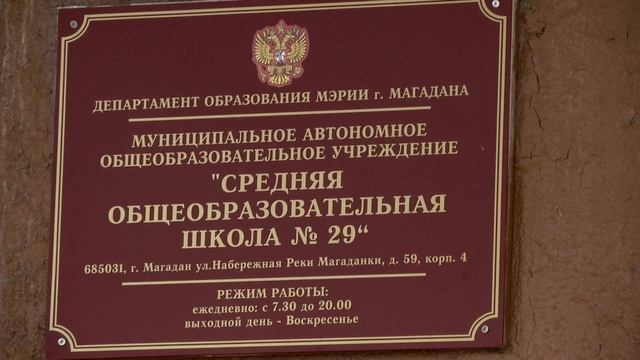 ДЕПАРТАМЕНТ ОБРАЗОВАНИЯ МЭРИИ г. МАГАДАНА
МУНИЦИПАЛЬНОЕ АВТОНОМНОЕ
ОБЩЕОБРАЗОВАТЕЛЬНОЕ УЧРЕЖДЕНИЕ
"СРЕДНЯЯ
ОБЩЕОБРАЗОВАТЕЛЬНАЯ
ШКОЛА № 29“
685031, г. Магадан ул.Набережная Реки Магаданки, д. 59, корп. 4
РЕЖИМ РАБОТЫ:
ежедневно: с 7.30 до 20.00
выходной день - Воскресенье